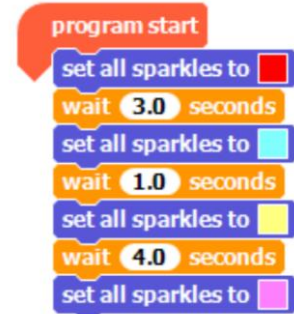 program start
set all sparkles to
wait 3.0 seconds
set all sparkles to
wait 1.0 seconds
set all sparkles to
wait 4.0 seconds
set all sparkles to